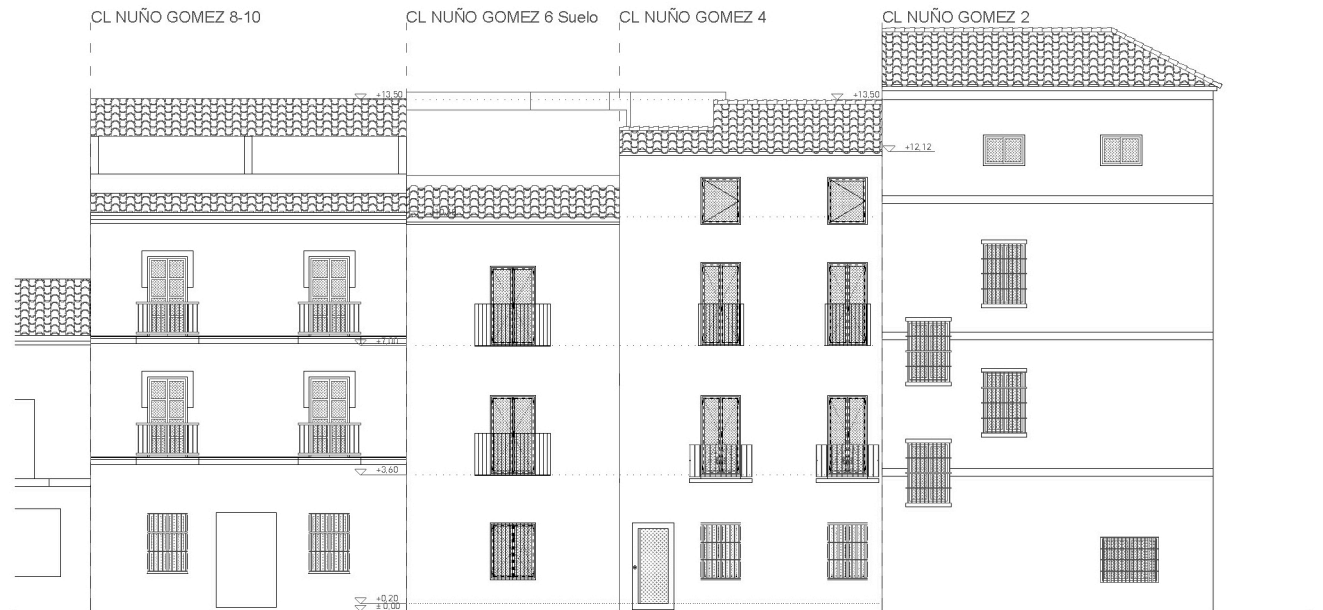 CL NUÑO GOMEZ 8-10
CL NUÑO GOMEZ 6 Suelo
CL NUÑO GOMEZ 4
CL NUÑO GOMEZ 2
+13,50
+13,50
+12,12
+7,00
+3,60
+0,20
± 0,00